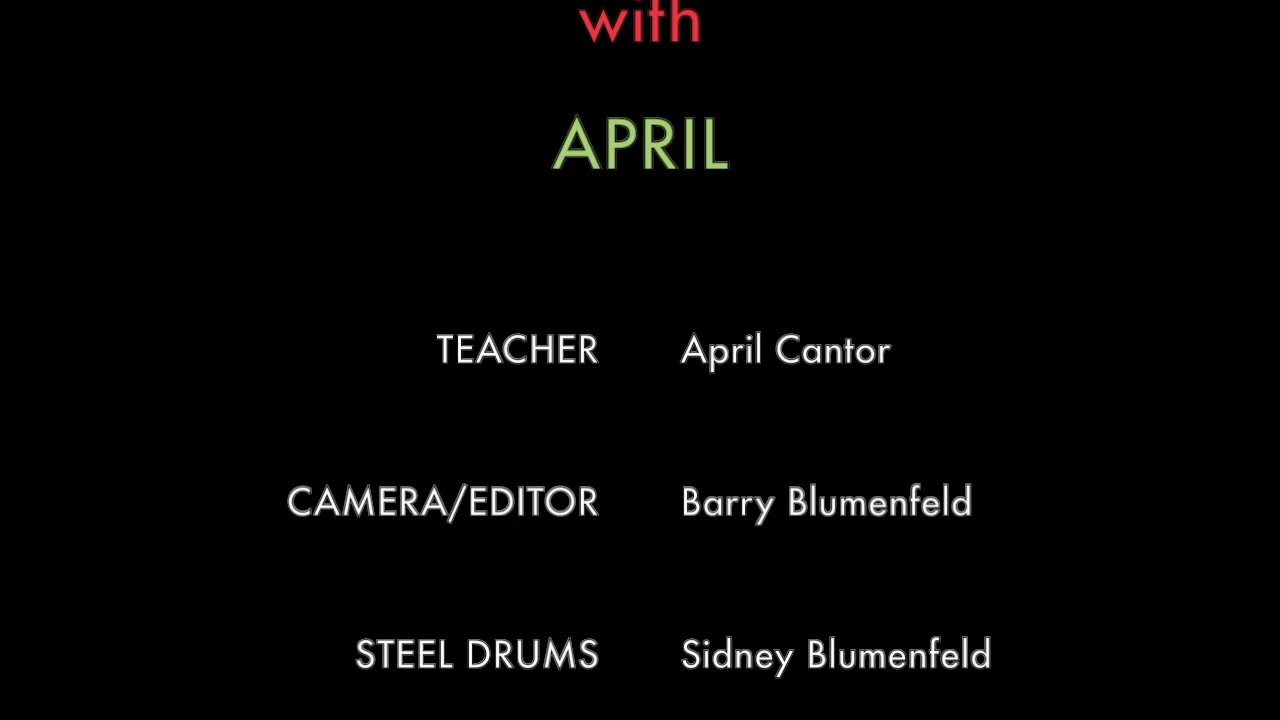 with
APRIL
TEACHER April Cantor
CAMERA/EDITOR Barry Blumenfeld
STEEL DRUMS Sidney Blumenfeld